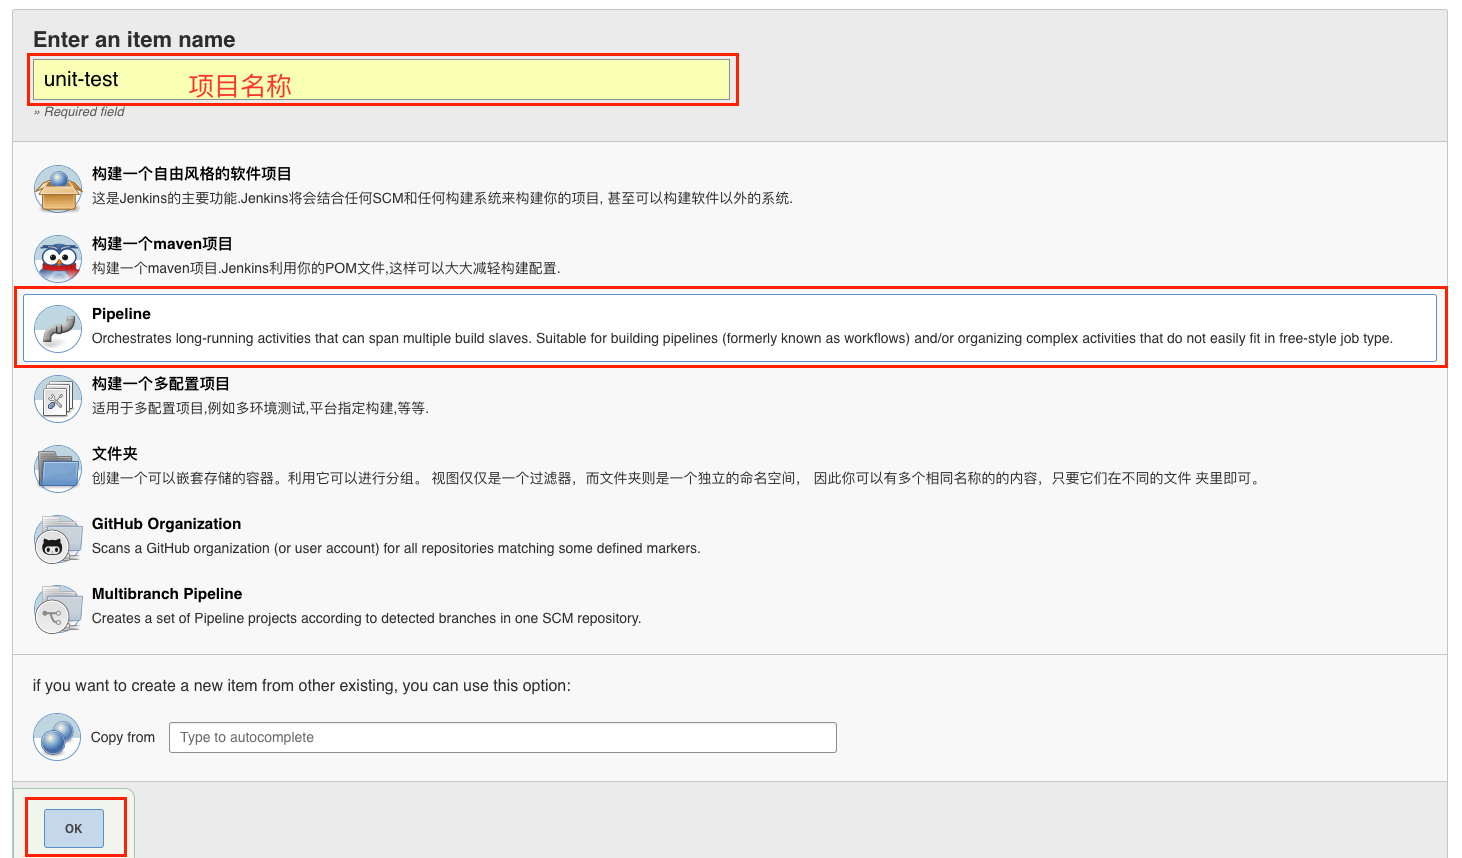 Enter an item name
unit-test 项目名称
» Required field
构建一个自由风格的软件项目
这是Jenkins的主要功能.Jenkins将会结合任何SCM和任何构建系统来构建你的项目, 甚至可以构建软件以外的系统.
构建一个maven项目
构建一个maven项目.Jenkins利用你的POM文件,这样可以大大减轻构建配置.
Pipeline
Orchestrates long-running activities that can span multiple build slaves. Suitable for building pipelines (formerly known as workflows) and/or organizing complex activities that do not easily fit in free-style job type.
构建一个多配置项目
适用于多配置项目,例如多环境测试,平台指定构建,等等.
文件夹
创建一个可以嵌套存储的容器。利用它可以进行分组。 视图仅仅是一个过滤器，而文件夹则是一个独立的命名空间， 因此你可以有多个相同名称的的内容，只要它们在不同的文件 夹里即可。
GitHub Organization
Scans a GitHub organization (or user account) for all repositories matching some defined markers.
Multibranch Pipeline
Creates a set of Pipeline projects according to detected branches in one SCM repository.
if you want to create a new item from other existing, you can use this option:
Copy from Type to autocomplete
OK